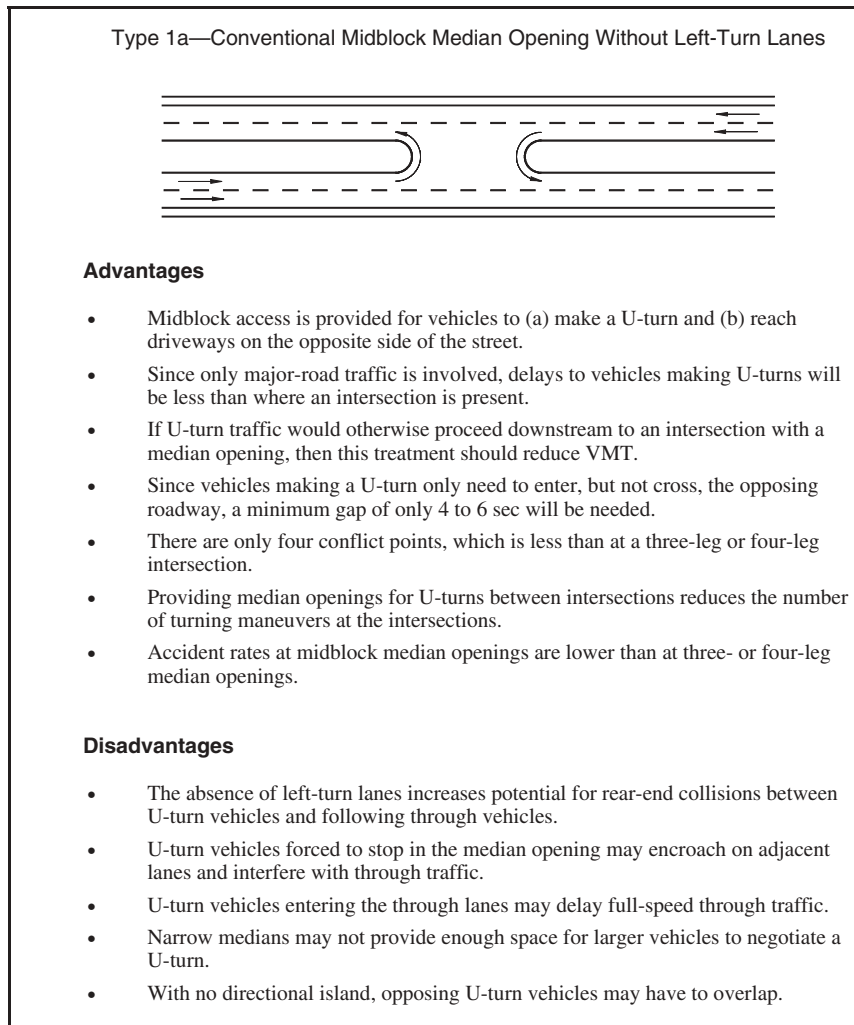 Type 1a—Conventional Midblock Median Opening Without Left-Turn Lanes
Advantages
• Midblock access is provided for vehicles to (a) make a U-turn and (b) reach
driveways on the opposite side of the street.
• Since only major-road traffic is involved, delays to vehicles making U-turns will
be less than where an intersection is present.
• If U-turn traffic would otherwise proceed downstream to an intersection with a
median opening, then this treatment should reduce VMT.
• Since vehicles making a U-turn only need to enter, but not cross, the opposing
roadway, a minimum gap of only 4 to 6 sec will be needed.
• There are only four conflict points, which is less than at a three-leg or four-leg
intersection.
• Providing median openings for U-turns between intersections reduces the number
of turning maneuvers at the intersections.
• Accident rates at midblock median openings are lower than at three- or four-leg
median openings.
Disadvantages
• The absence of left-turn lanes increases potential for rear-end collisions between
U-turn vehicles and following through vehicles.
• U-turn vehicles forced to stop in the median opening may encroach on adjacent
lanes and interfere with through traffic.
• U-turn vehicles entering the through lanes may delay full-speed through traffic.
• Narrow medians may not provide enough space for larger vehicles to negotiate a
U-turn.
• With no directional island, opposing U-turn vehicles may have to overlap.